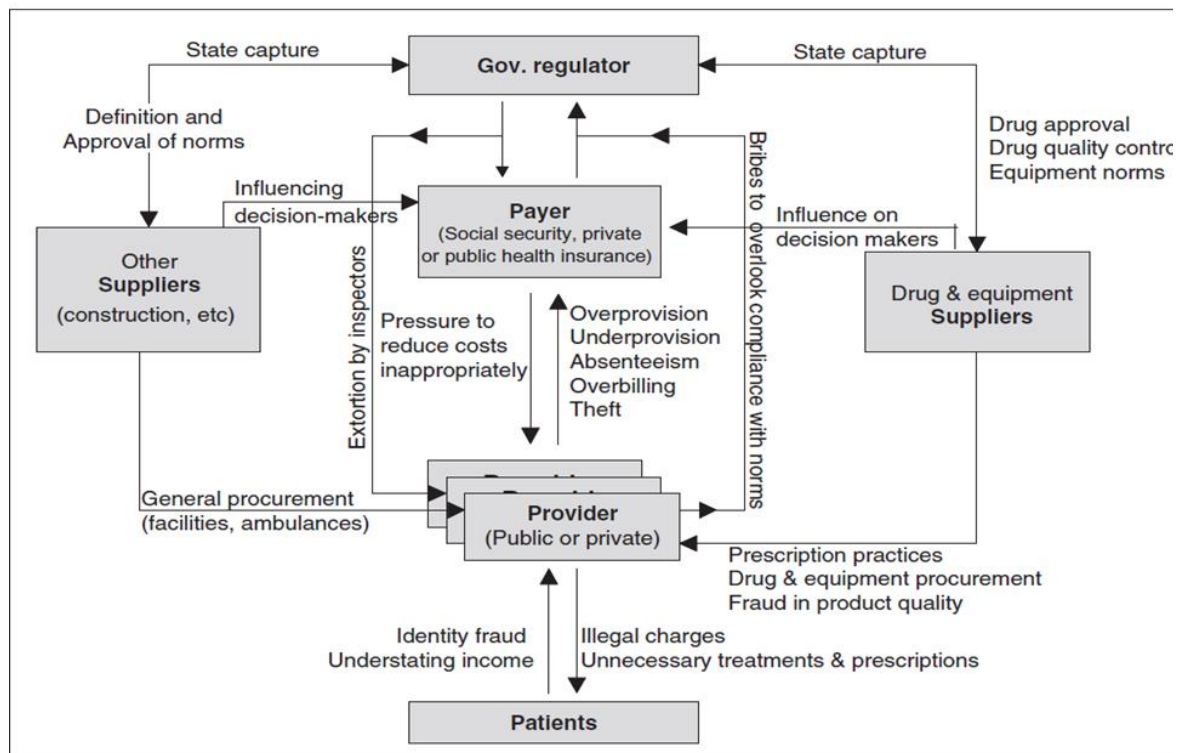 State capture
Gov. regulator
State capture
Definition and
Approval of norms
Drug approval
Drug quality contro
Equipment norms
Influencing
decision-makers
Payer
(Social security, private
or public health insurance)
Influence on
decision makers
Other
Suppliers
(construction, etc)
Drug & equipment
Suppliers
Extortion by inspectors
Pressure to
reduce costs
inappropriately
Overprovision
Underprovision
Absenteeism
Overbilling
Theft
Bribes to overlook compliance with norms
General procurement
(facilities, ambulances)
Provider
(Public or private)
Prescription practices
Drug & equipment procurement
Fraud in product quality
Identity fraud
Understating income
Illegal charges
Unnecessary treatments & prescriptions
Patients